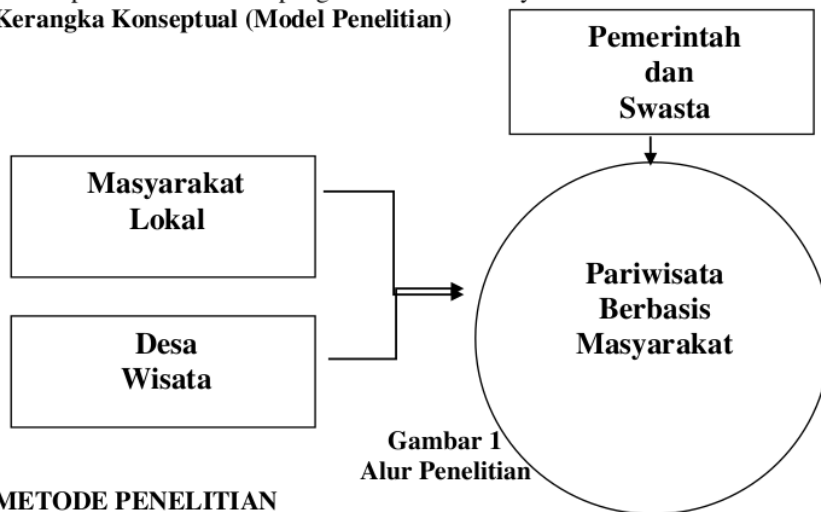 Kerangka Konseptual (Model Penelitian)
Pemerintah
dan
Swasta
Masyarakat
Lokal
Desa
Wisata
Pariwisata
Berbasis
Masyarakat
Gambar 1
Alur Penelitian
METODE PENELITIAN